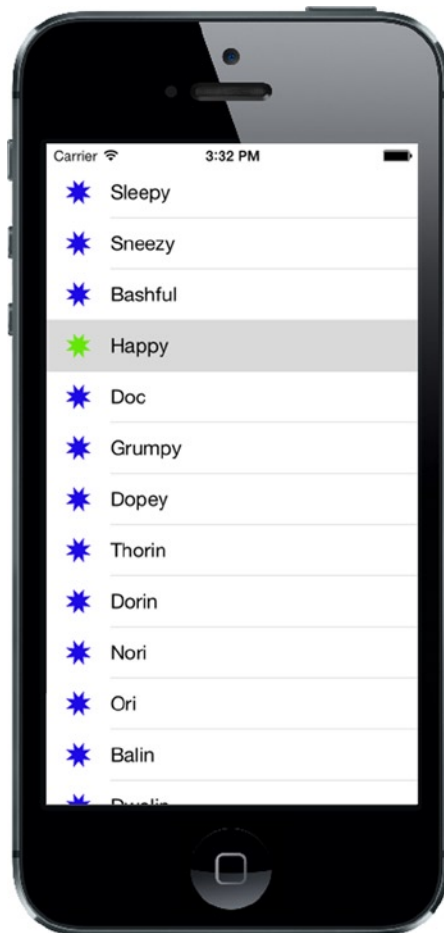 Carrier 3:32 PM
Sleepy
Sneezy
Bashful
Happy
Doc
Grumpy
Dopey
Thorin
Dorin
Nori
Ori
Balin